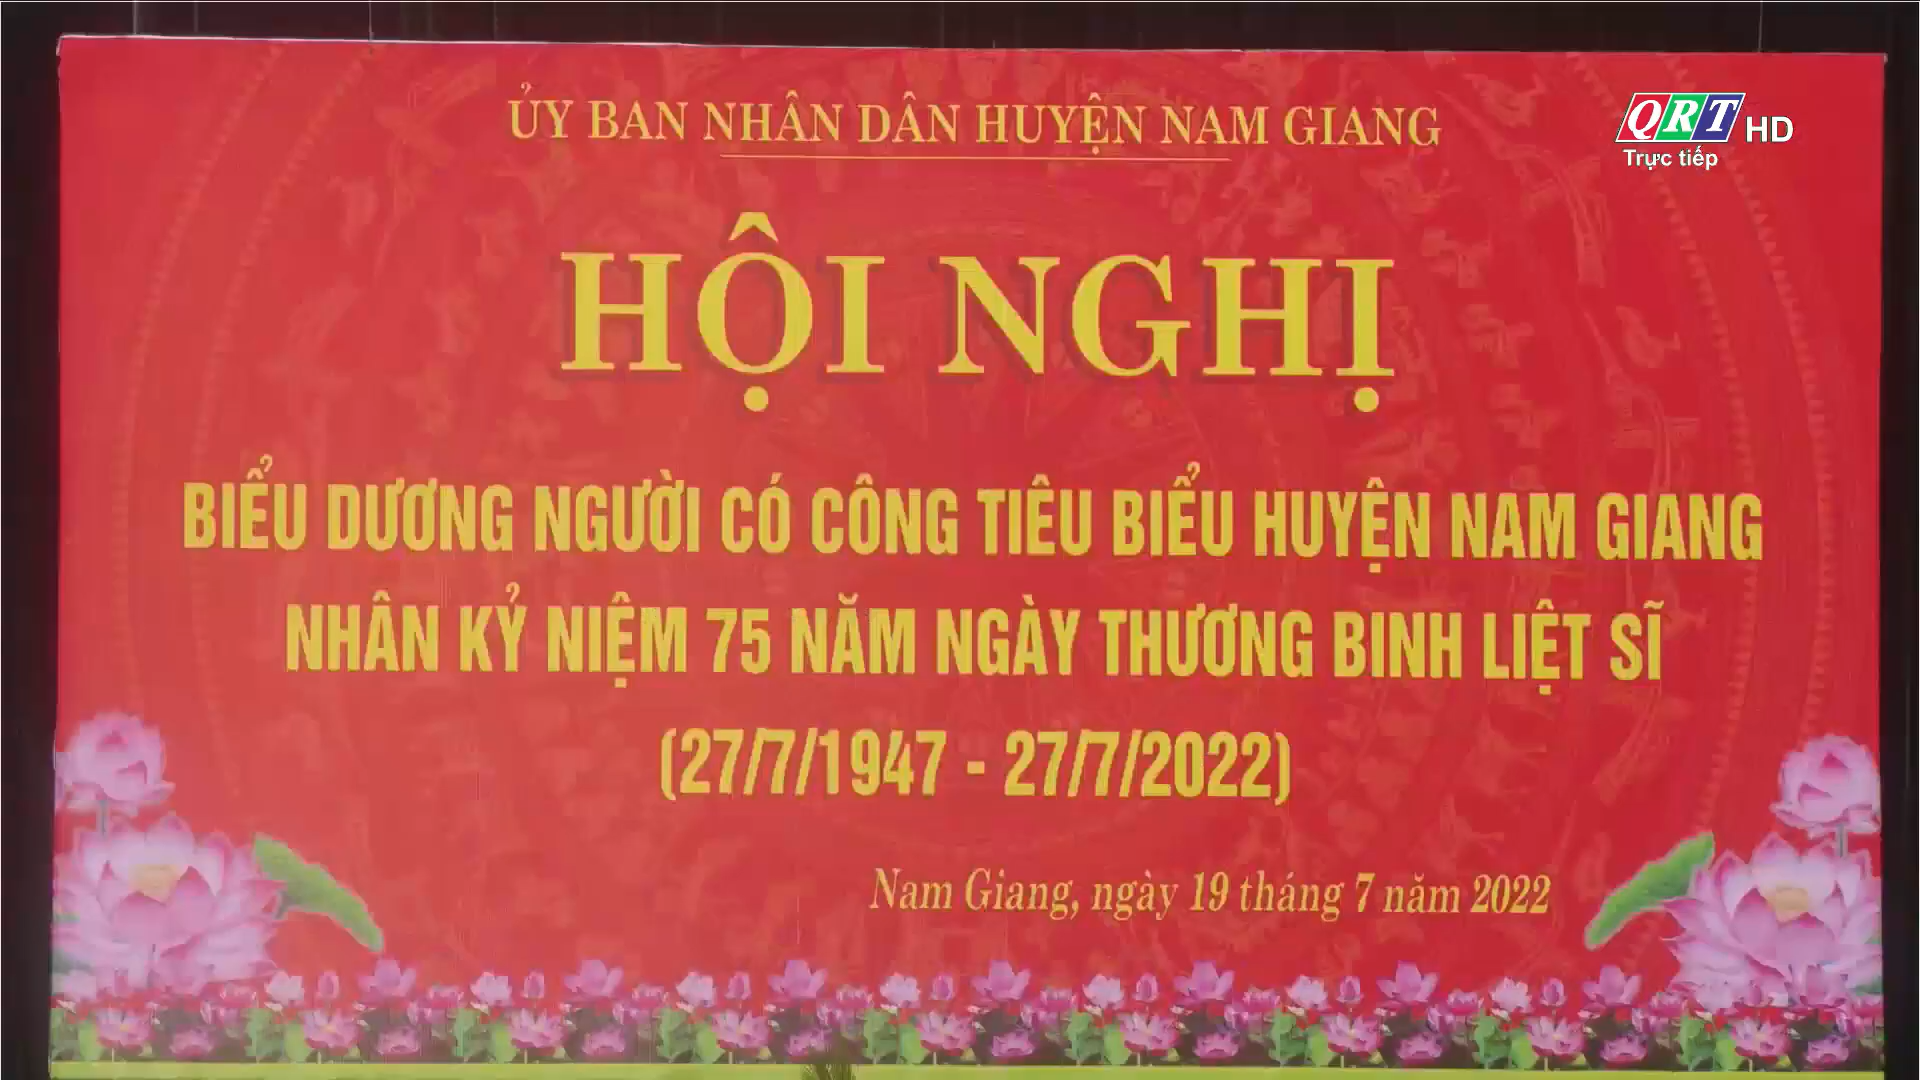 ỦY BAN NHÂN DÂN HUYỆN NAM GIANG
QRT HD
Trực tiếp
HỘI NGHỊ
BIỂU DƯƠNG NGƯỜI CÓ CÔNG TIÊU BIỂU HUYỆN NAM GIANG
NHÂN KỶ NIỆM 75 NĂM NGÀY THƯƠNG BINH LIỆT SĨ
(27/7/1947 - 27/7/2022)
Nam Giang, ngày 19 tháng 7 năm 2022